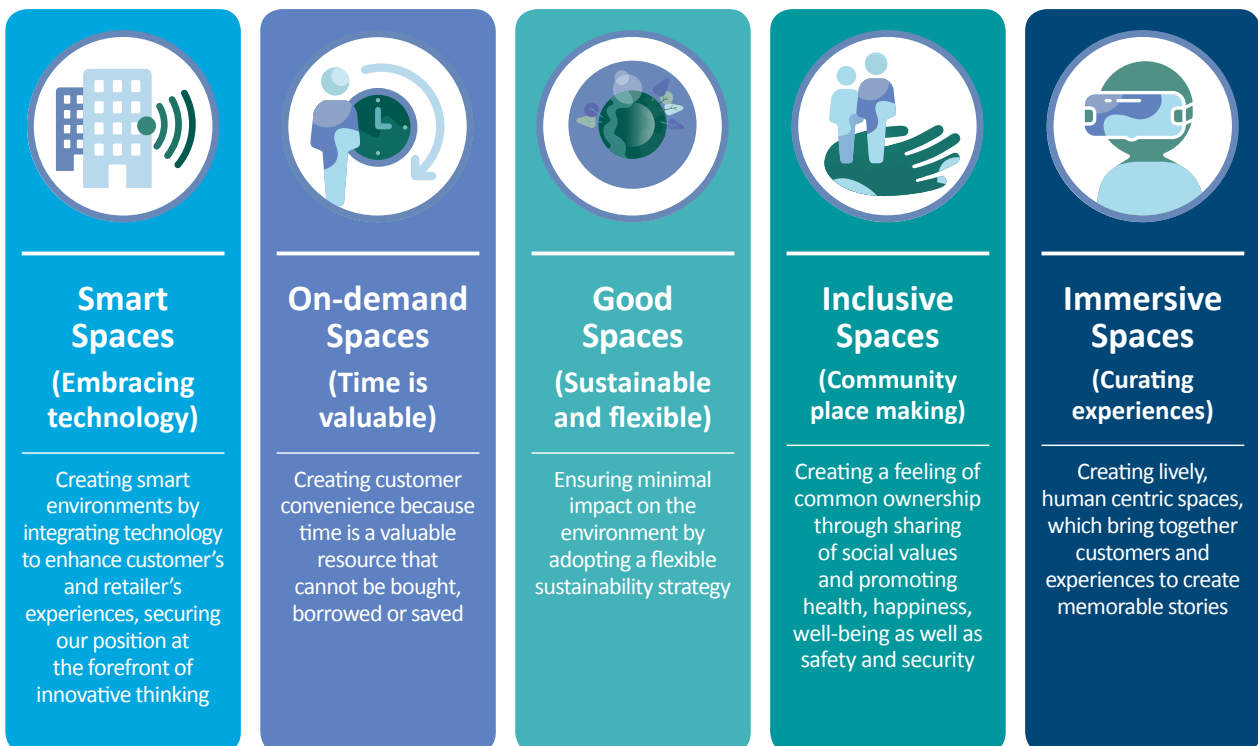 Smart
Spaces
(Embracing
technology)
Creating smart
environments by
integrating technology
to enhance customer's
and retailer's
experiences, securing
our position at
the forefront of
innovative thinking
On-demand
Spaces
(Time is
valuable)
Creating customer
convenience because
time is a valuable
resource that
cannot be bought,
borrowed or saved
Good
Spaces
(Sustainable
and flexible)
Ensuring minimal
impact on the
environment by
adopting a flexible
sustainability strategy
Inclusive
Spaces
(Community
place making)
Creating a feeling of
common ownership
through sharing
of social values
and promoting
health, happiness,
well-being as well as
safety and security
Immersive
Spaces
(Curating
experiences)
Creating lively,
human centric spaces,
which bring together
customers and
experiences to create
memorable stories